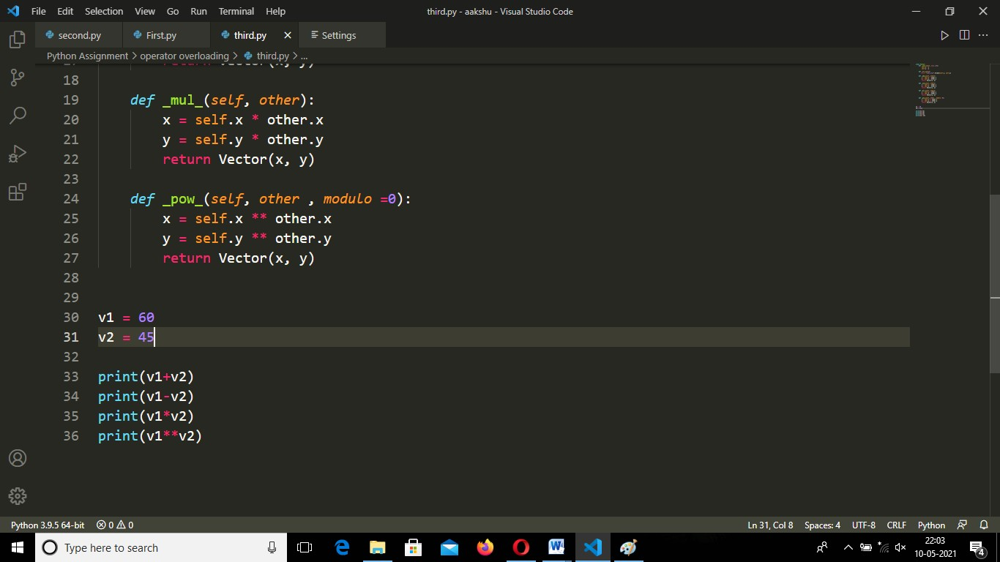 File Edit Selection View Go Run Terminal Help third.py - aakshu - Visual Studio Code
second.py First.py third.py Settings
Python Assignment > operator overloading > third.py > ...
17 return Vector(x, y)
18
19 def _mul_(self, other):
20 x = self.x * other.x
21 y = self.y * other.y
22 return Vector(x, y)
23
24 def _pow_(self, other , modulo =0):
25 x = self.x ** other.x
26 y = self.y ** other.y
27 return Vector(x, y)
28
29
30 v1 = 60
31 v2 = 45
32
33 print(v1+v2)
34 print(v1-v2)
35 print(v1*v2)
36 print(v1**v2)
Python 3.9.5 64-bit 0 0 Ln 31, Col 8 Spaces: 4 UTF-8 CRLF Python
Type here to search 22:03
10-05-2021 4